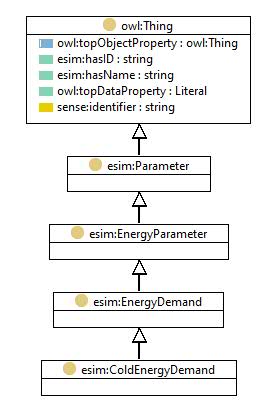 owl:Thing
owl:topObjectProperty : owl:Thing
esim:hasID : string
esim:hasName : string
owl:topDataProperty : Literal
sense:identifier : string
esim:Parameter
esim:EnergyParameter
esim:EnergyDemand
esim:ColdEnergyDemand